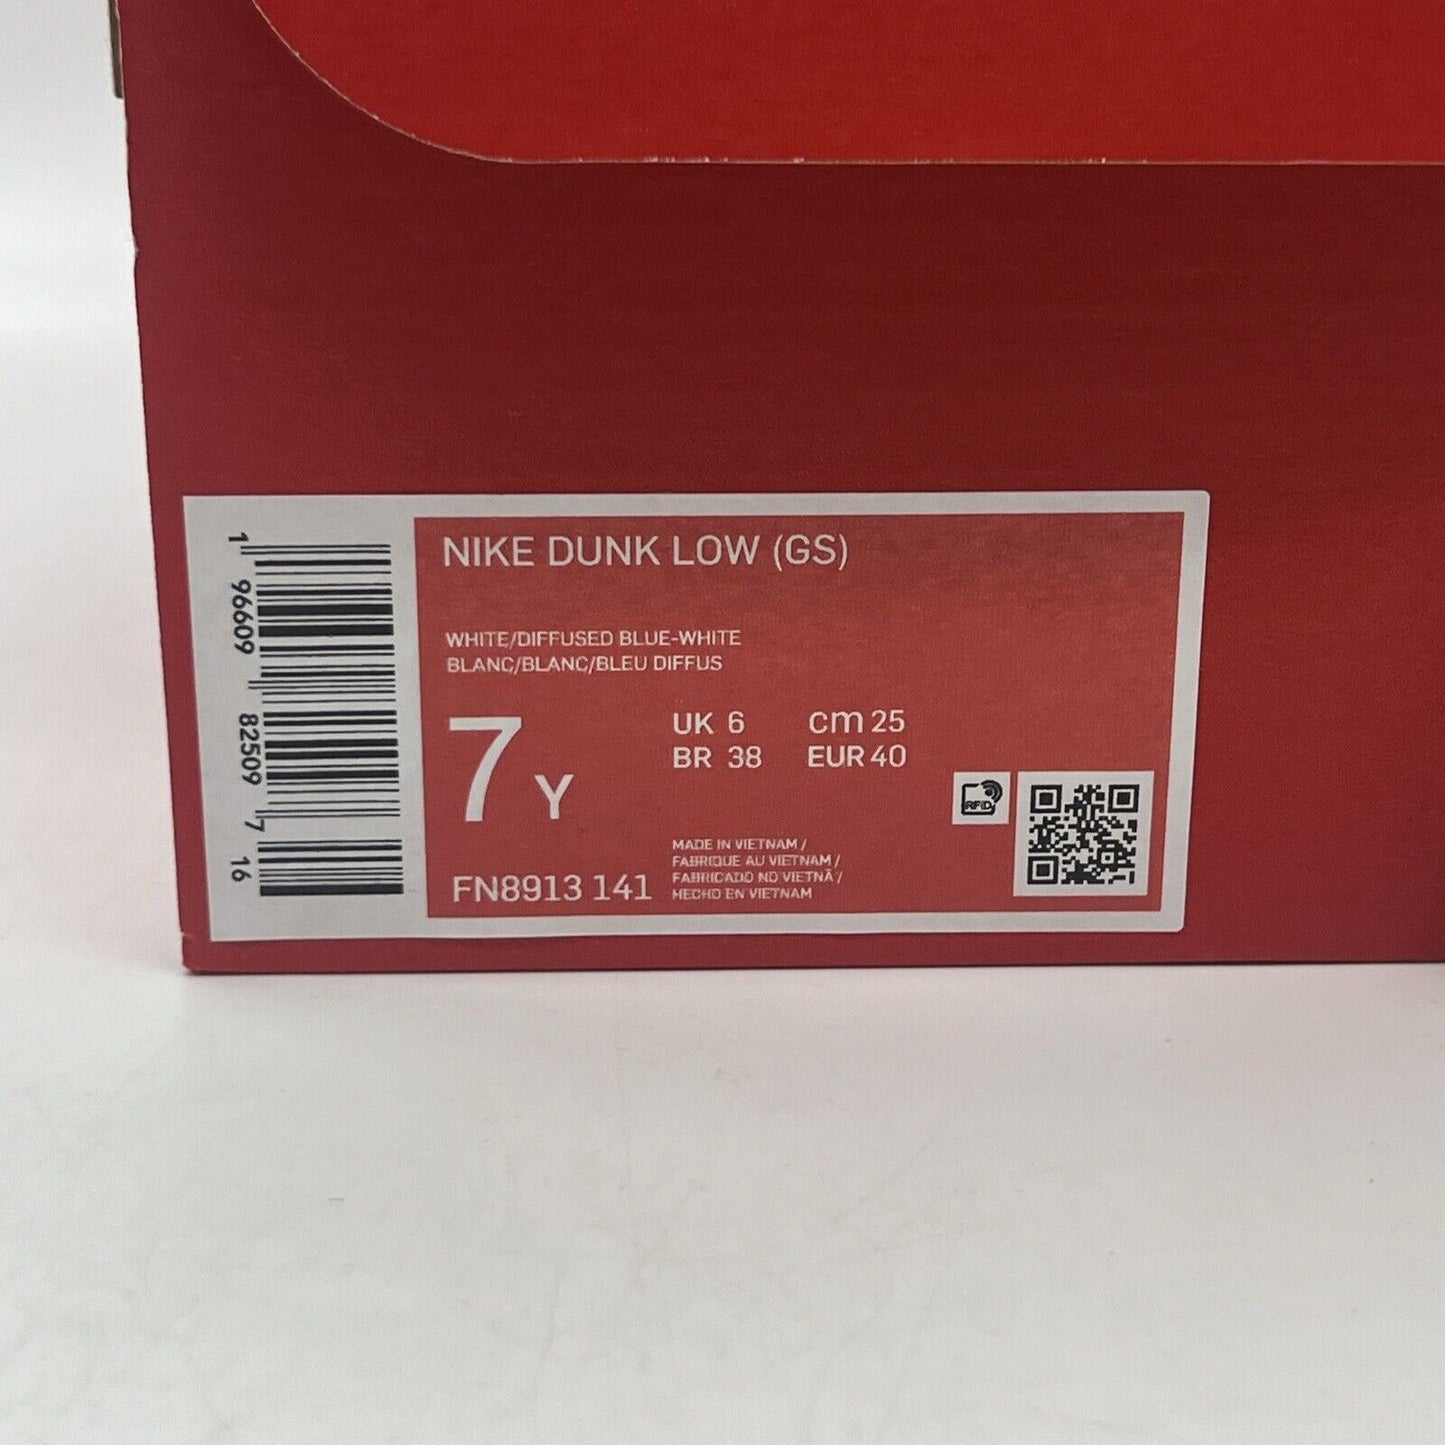 NIKE DUNK LOW (GS)
WHITE/DIFFUSED BLUE-WHITE
BLANC/BLANC/BLEU DIFFUS
7Y
UK 6 cm 25
BR 38 EUR 40
FN8913 141
MADE IN VIETNAM /
FABRIQUE AU VIETNAM /
FABRICADO NO VIETNÃ /
HECHO EN VIETNAM
RFID
1 96609 82509 7 16